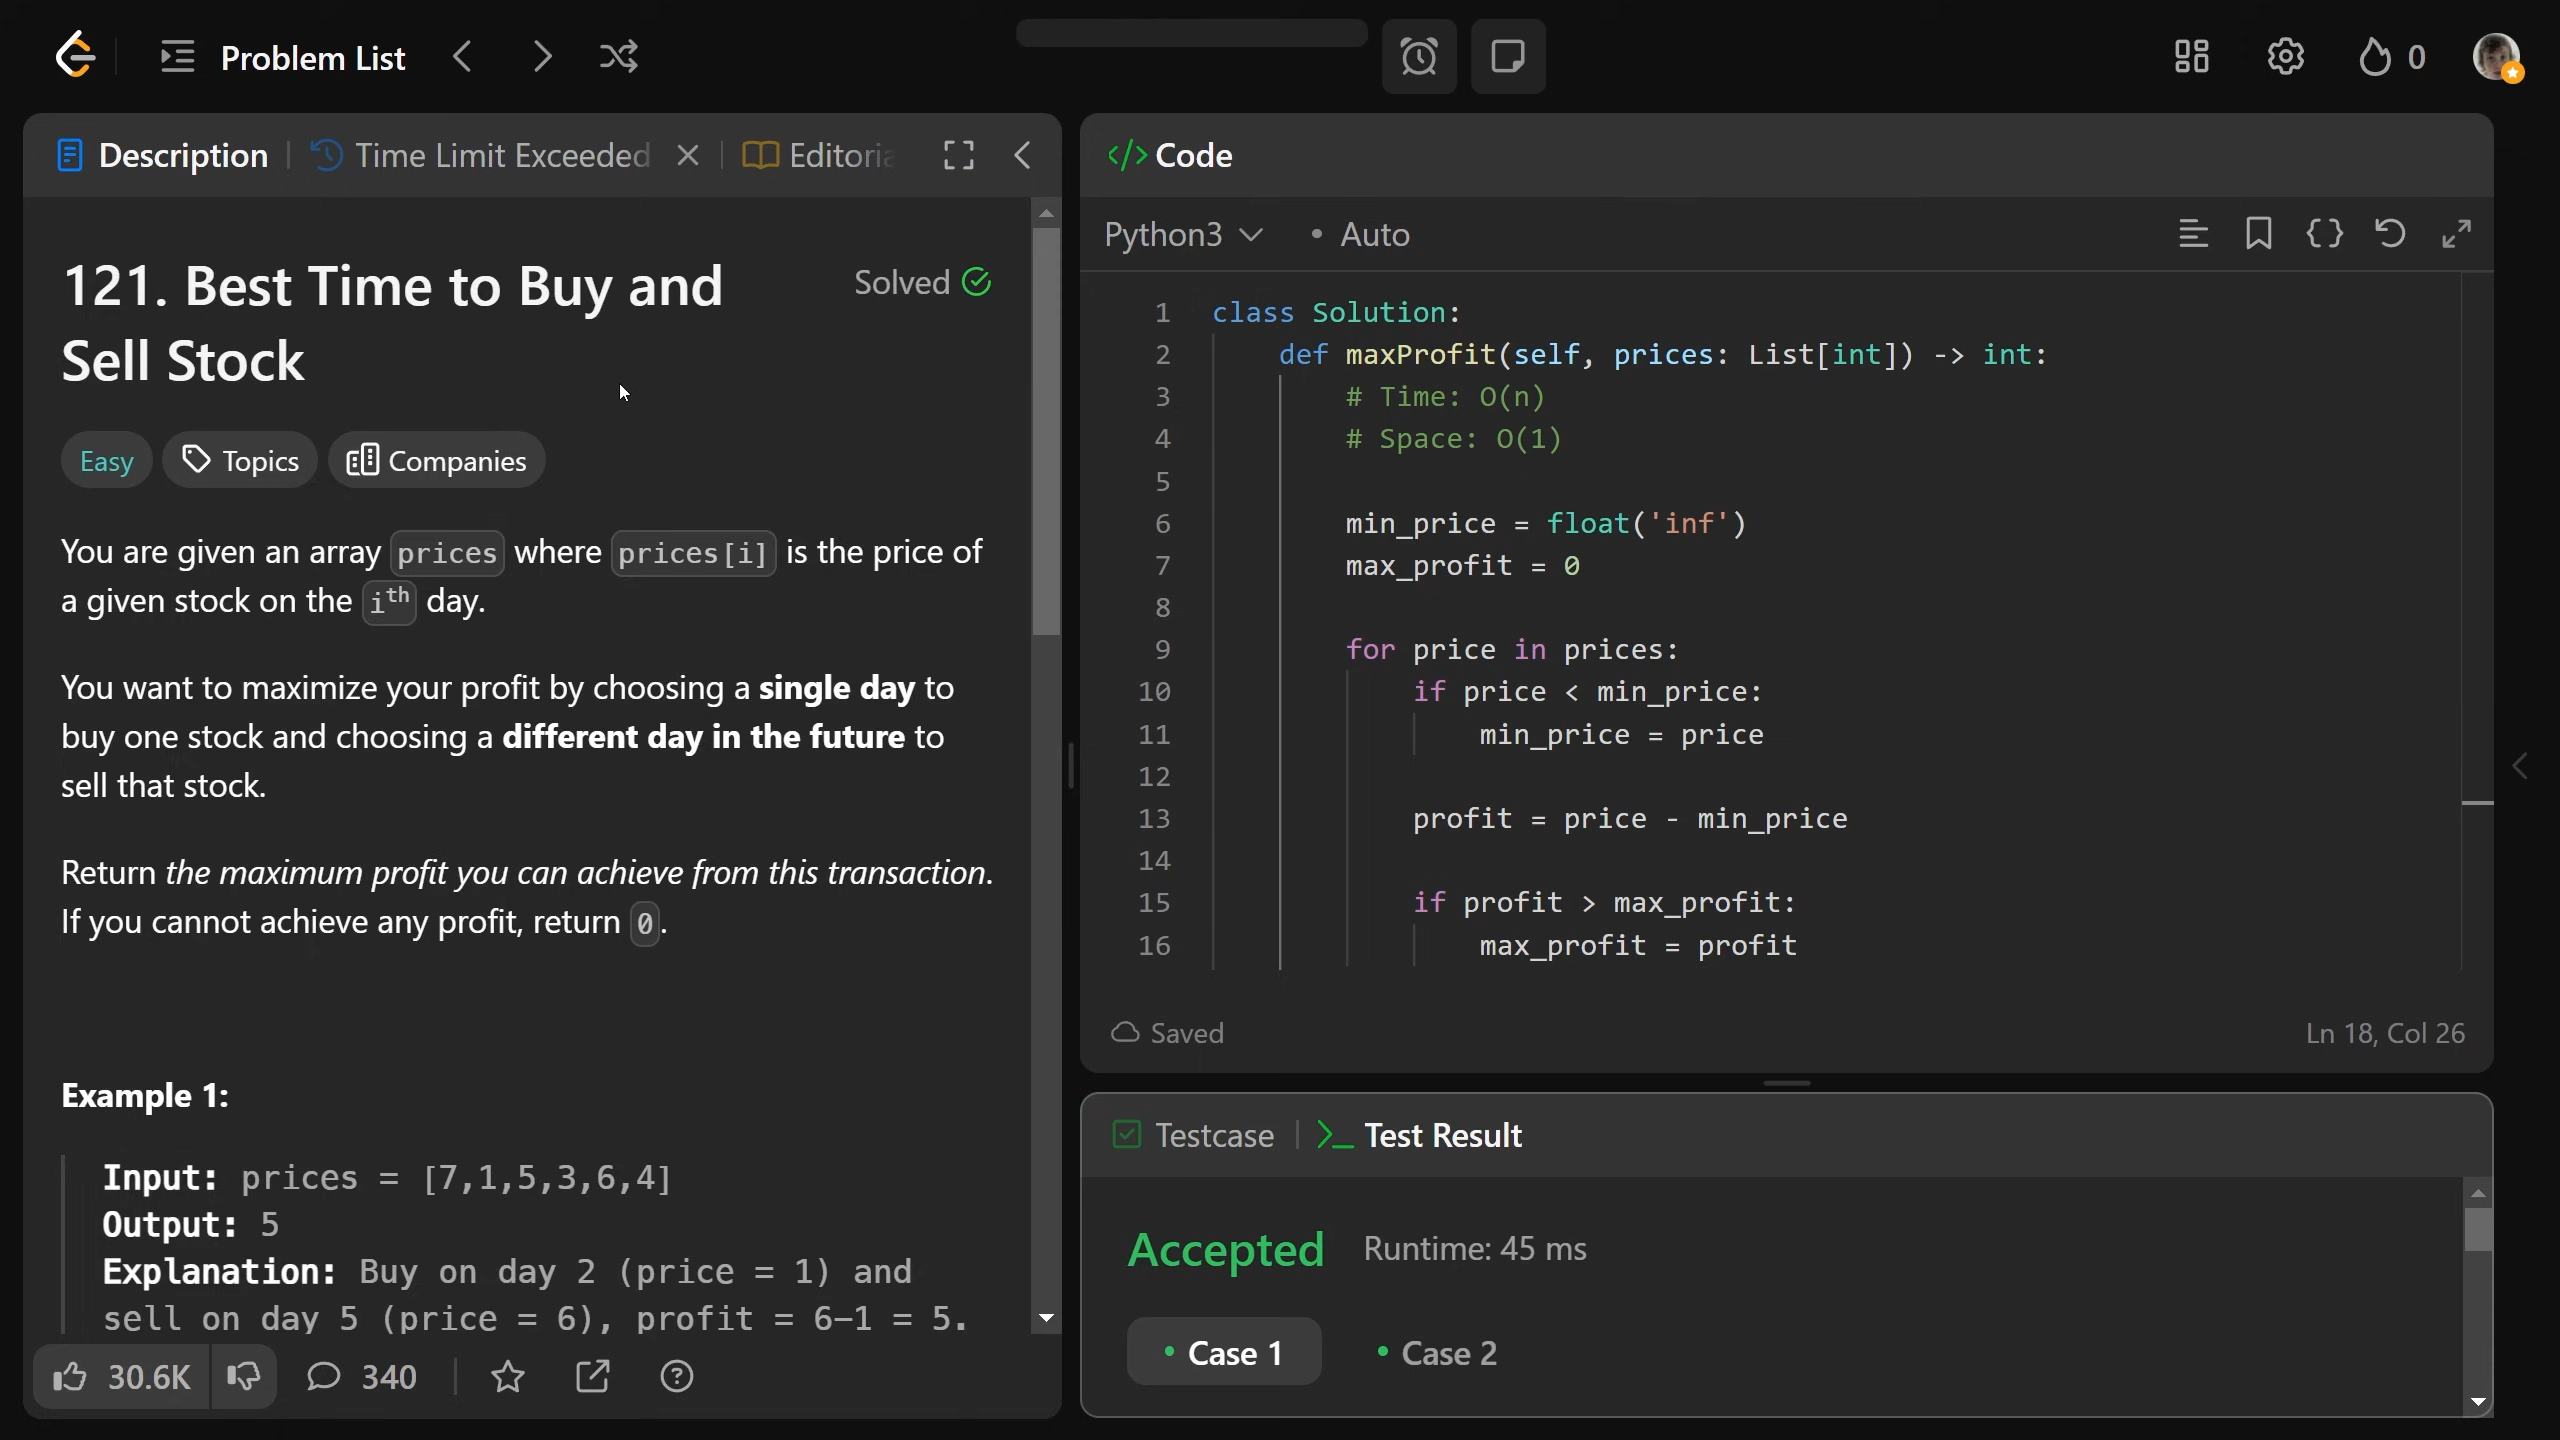 Problem List
0
Description
Time Limit Exceeded
Editoria
121. Best Time to Buy and
Sell Stock
Solved
Easy
Topics
Companies
You are given an array prices where prices[i] is the price of
a given stock on the ith day.
You want to maximize your profit by choosing a single day to
buy one stock and choosing a different day in the future to
sell that stock.
Return the maximum profit you can achieve from this transaction.
If you cannot achieve any profit, return 0.
Example 1:
Input: prices = [7,1,5,3,6,4]
Output: 5
Explanation: Buy on day 2 (price = 1) and
sell on day 5 (price = 6), profit = 6-1 = 5.
30.6K
340
</> Code
Python3
• Auto
1 class Solution:
2 def maxProfit(self, prices: List[int]) -> int:
3 # Time: O(n)
4 # Space: O(1)
5
6 min_price = float('inf')
7 max_profit = 0
8
9 for price in prices:
10 if price < min_price:
11 min_price = price
12
13 profit = price - min_price
14
15 if profit > max_profit:
16 max_profit = profit
Saved
Ln 18, Col 26
Testcase
>_ Test Result
Accepted
Runtime: 45 ms
• Case 1
• Case 2